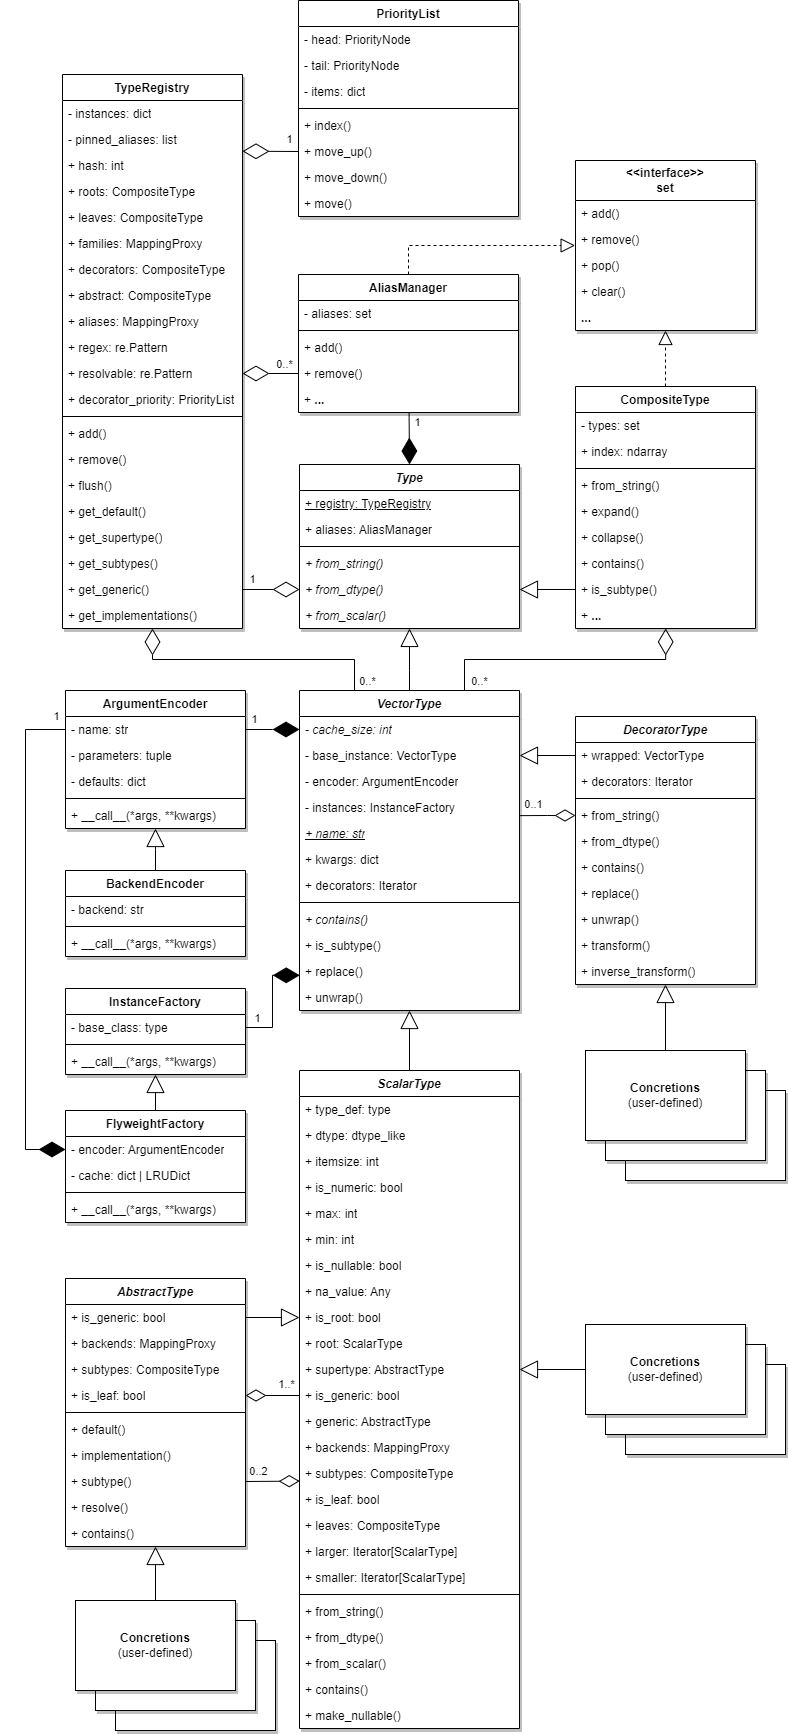 PriorityList
- head: PriorityNode
- tail: PriorityNode
- items: dict
+ index()
+ move_up()
+ move_down()
+ move()
TypeRegistry
- instances: dict
- pinned_aliases: list
+ hash: int
+ roots: CompositeType
+ leaves: CompositeType
+ families: MappingProxy
+ decorators: CompositeType
+ abstract: CompositeType
+ aliases: MappingProxy
+ regex: re.Pattern
+ resolvable: re.Pattern
+ decorator_priority: PriorityList
+ add()
+ remove()
+ flush()
+ get_default()
+ get_supertype()
+ get_subtypes()
+ get_generic()
+ get_implementations()
1
<<interface>>
set
+ add()
+ remove()
+ pop()
+ clear()
...
AliasManager
- aliases: set
+ add()
+ remove()
+ ...
0..*
1
CompositeType
- types: set
+ index: ndarray
+ from_string()
+ expand()
+ collapse()
+ contains()
+ is_subtype()
+ ...
Type
+ registry: TypeRegistry
+ aliases: AliasManager
+ from_string()
+ from_dtype()
+ from_scalar()
1
0..*
0..*
ArgumentEncoder
- name: str
- parameters: tuple
- defaults: dict
+ __call__(*args, **kwargs)
1
1
VectorType
- cache_size: int
- base_instance: VectorType
- encoder: ArgumentEncoder
- instances: InstanceFactory
+ name: str
+ kwargs: dict
+ decorators: Iterator
+ contains()
+ is_subtype()
+ replace()
+ unwrap()
DecoratorType
+ wrapped: VectorType
+ decorators: Iterator
+ from_string()
+ from_dtype()
+ contains()
+ replace()
+ unwrap()
+ transform()
+ inverse_transform()
0..1
BackendEncoder
- backend: str
+ __call__(*args, **kwargs)
InstanceFactory
- base_class: type
+ __call__(*args, **kwargs)
1
FlyweightFactory
- encoder: ArgumentEncoder
- cache: dict | LRUDict
+ __call__(*args, **kwargs)
Concretions
(user-defined)
ScalarType
+ type_def: type
+ dtype: dtype_like
+ itemsize: int
+ is_numeric: bool
+ max: int
+ min: int
+ is_nullable: bool
+ na_value: Any
+ is_root: bool
+ root: ScalarType
+ supertype: AbstractType
+ is_generic: bool
+ generic: AbstractType
+ backends: MappingProxy
+ subtypes: CompositeType
+ is_leaf: bool
+ leaves: CompositeType
+ larger: Iterator[ScalarType]
+ smaller: Iterator[ScalarType]
+ from_string()
+ from_dtype()
+ from_scalar()
+ contains()
+ make_nullable()
AbstractType
+ is_generic: bool
+ backends: MappingProxy
+ subtypes: CompositeType
+ is_leaf: bool
+ default()
+ implementation()
+ subtype()
+ resolve()
+ contains()
1..*
0..2
Concretions
(user-defined)
Concretions
(user-defined)